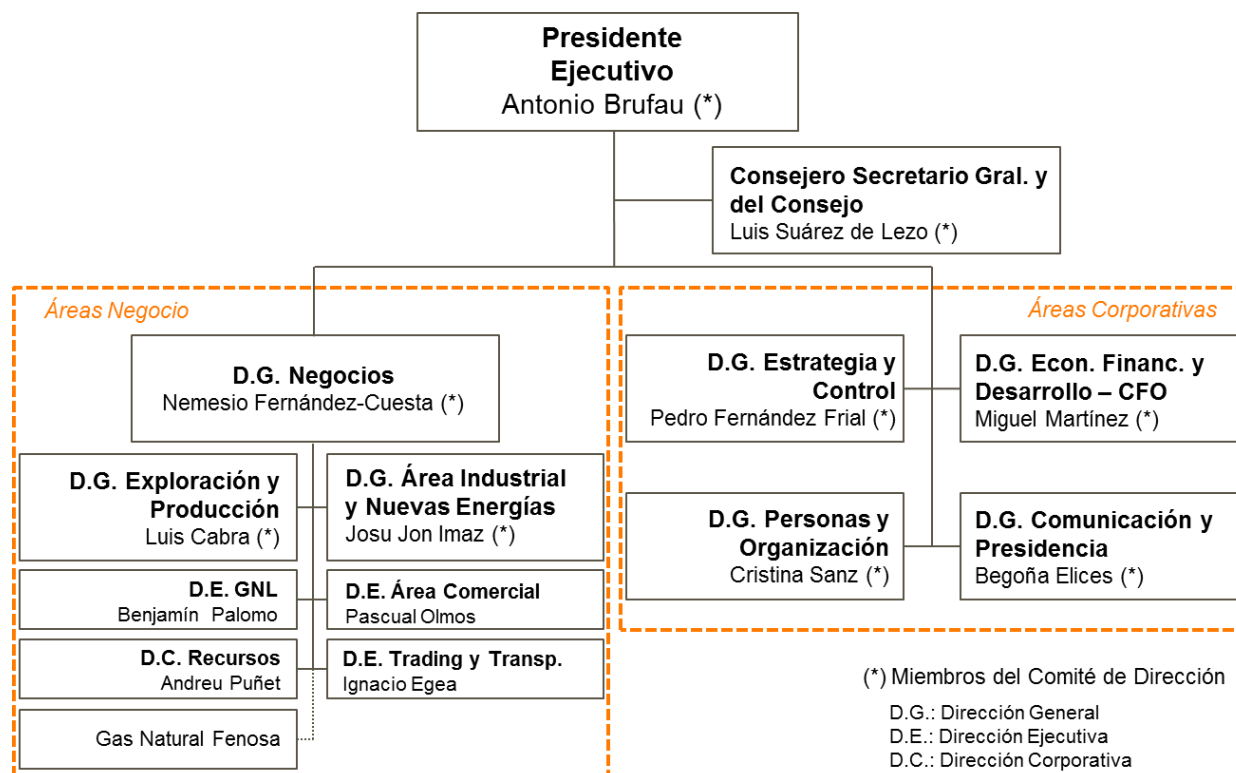 Presidente
Ejecutivo
Antonio Brufau (*)
Consejero Secretario Gral. y
del Consejo
Luis Suárez de Lezo (*)
Áreas Negocio
D.G. Negocios
Nemesio Fernández-Cuesta (*)
D.G. Exploración y
Producción
Luis Cabra (*)
D.G. Área Industrial
y Nuevas Energías
Josu Jon Imaz (*)
D.E. GNL
Benjamín Palomo
D.E. Área Comercial
Pascual Olmos
D.C. Recursos
Andreu Puñet
D.E. Trading y Transp.
Ignacio Egea
Gas Natural Fenosa
Áreas Corporativas
D.G. Estrategia y
Control
Pedro Fernández Frial (*)
D.G. Econ. Financ. y
Desarrollo – CFO
Miguel Martínez (*)
D.G. Personas y
Organización
Cristina Sanz (*)
D.G. Comunicación y
Presidencia
Begoña Elices (*)
(*) Miembros del Comité de Dirección
D.G.: Dirección General
D.E.: Dirección Ejecutiva
D.C.: Dirección Corporativa